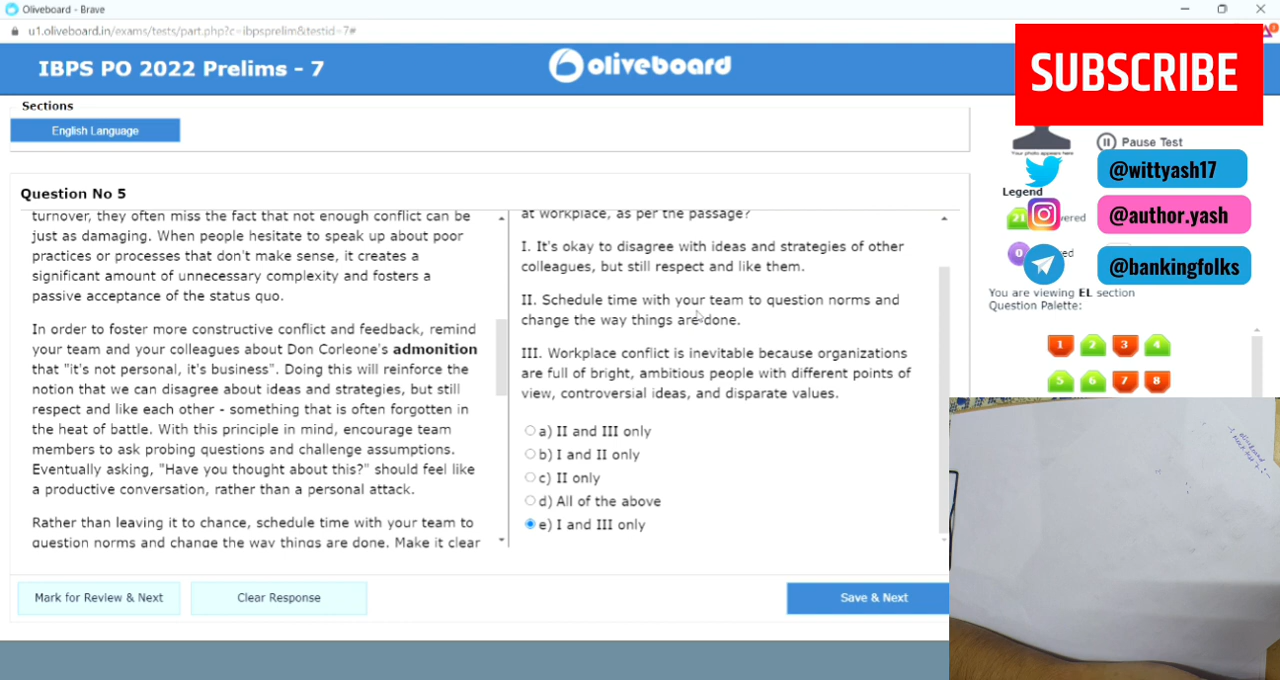 Oliveboard - Brave
u1.oliveboard.in/exams/tests/part.php?c=ibpsprelim&testid=7#
IBPS PO 2022 Prelims - 7
oliveboard
SUBSCRIBE
Sections
English Language
Your photo appears here
Pause Test
@wittyash17
Legend
21
vered
@author.yash
0
ed
@bankingfolks
You are viewing EL section
Question Palette:
1 2 3 4
5 6 7 8
Question No 5
turnover, they often miss the fact that not enough conflict can be
just as damaging. When people hesitate to speak up about poor
practices or processes that don't make sense, it creates a
significant amount of unnecessary complexity and fosters a
passive acceptance of the status quo.
In order to foster more constructive conflict and feedback, remind
your team and your colleagues about Don Corleone's admonition
that "it's not personal, it's business". Doing this will reinforce the
notion that we can disagree about ideas and strategies, but still
respect and like each other - something that is often forgotten in
the heat of battle. With this principle in mind, encourage team
members to ask probing questions and challenge assumptions.
Eventually asking, "Have you thought about this?" should feel like
a productive conversation, rather than a personal attack.
Rather than leaving it to chance, schedule time with your team to
question norms and change the way things are done. Make it clear
at workplace, as per the passage?
I. It's okay to disagree with ideas and strategies of other
colleagues, but still respect and like them.
II. Schedule time with your team to question norms and
change the way things are done.
III. Workplace conflict is inevitable because organizations
are full of bright, ambitious people with different points of
view, controversial ideas, and disparate values.
a) II and III only
b) I and II only
c) II only
d) All of the above
e) I and III only
Mark for Review & Next
Clear Response
Save & Next